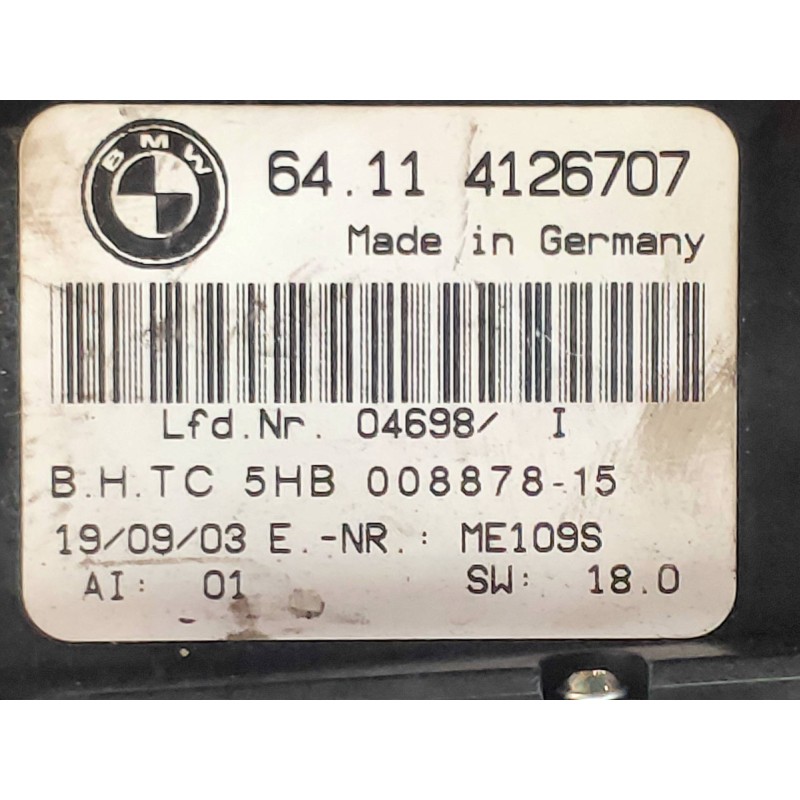 BMW
64.11 4126707
Made in Germany
Lfd.Nr. 04698/ I
B.H.TC 5HB 008878-15
19/09/03 E.-NR.: ME109S
AI: 01 SW: 18.0